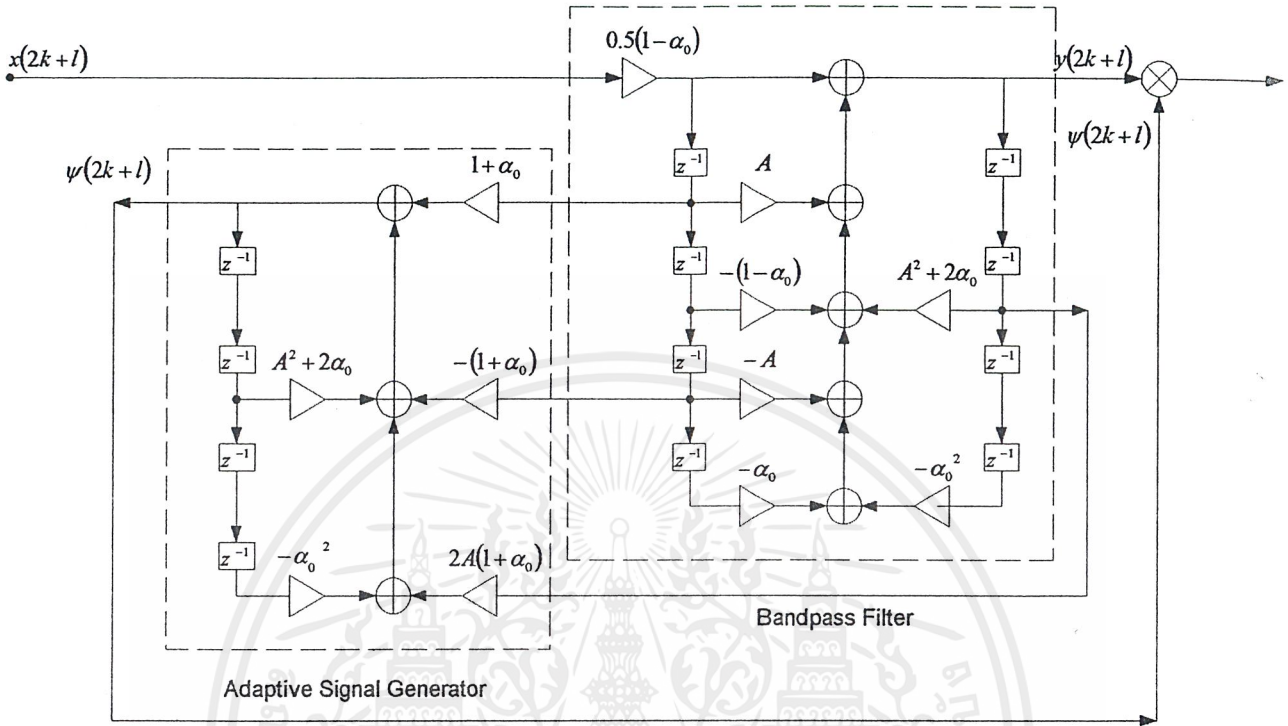 0.5(1-α₀)
x(2k+l)
y(2k+l)
ψ(2k+l)
z⁻¹
z⁻¹
ψ(2k+l)
1+α₀
A
z⁻¹
z⁻¹
z⁻¹
-(1-α₀)
A²+2α₀
z⁻¹
A²+2α₀
-(1+α₀)
z⁻¹
-A
z⁻¹
z⁻¹
z⁻¹
-α₀
-α₀²
z⁻¹
-α₀²
2A(1+α₀)
Bandpass Filter
Adaptive Signal Generator